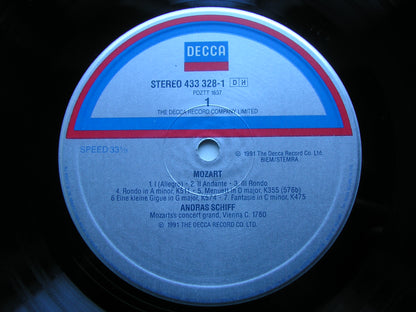 DECCA
STEREO 433 328-1 DH
POZTT 1637
1
THE DECCA RECORD COMPANY LIMITED
SPEED 33⅓
℗ 1991 The Decca Record Co. Ltd.
BIEM/STEMRA
MOZART
1. I (Allegro) • 2. II Andante • 3. III Rondo
4. Rondo in A minor, K511 • 5. Menuett in D major, K355 (576b)
6 Eine kleine Gigue in G major, K574 • 7. Fantasie in C minor, K475
ANDRAS SCHIFF
Mozart's concert grand, Vienna C. 1780
© 1991 THE DECCA RECORD CO. LTD.